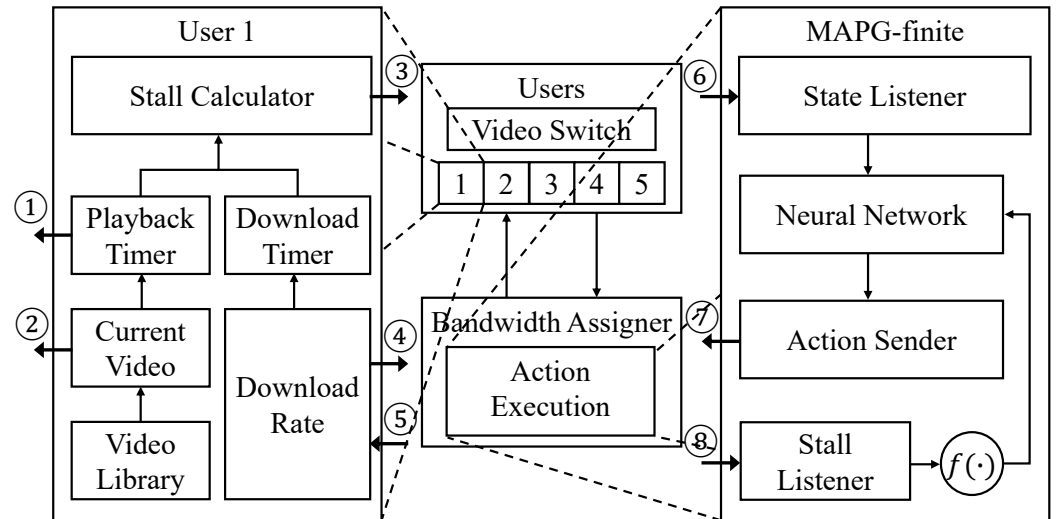 User 1
Stall Calculator
①
Playback
Timer
Download
Timer
②
Current
Video
Download
Rate
Video
Library
③
④
⑤
Users
Video Switch
1 2 3 4 5
Bandwidth Assigner
Action
Execution
⑥
⑦
⑧
MAPG-finite
State Listener
Neural Network
Action Sender
Stall
Listener
f(·)